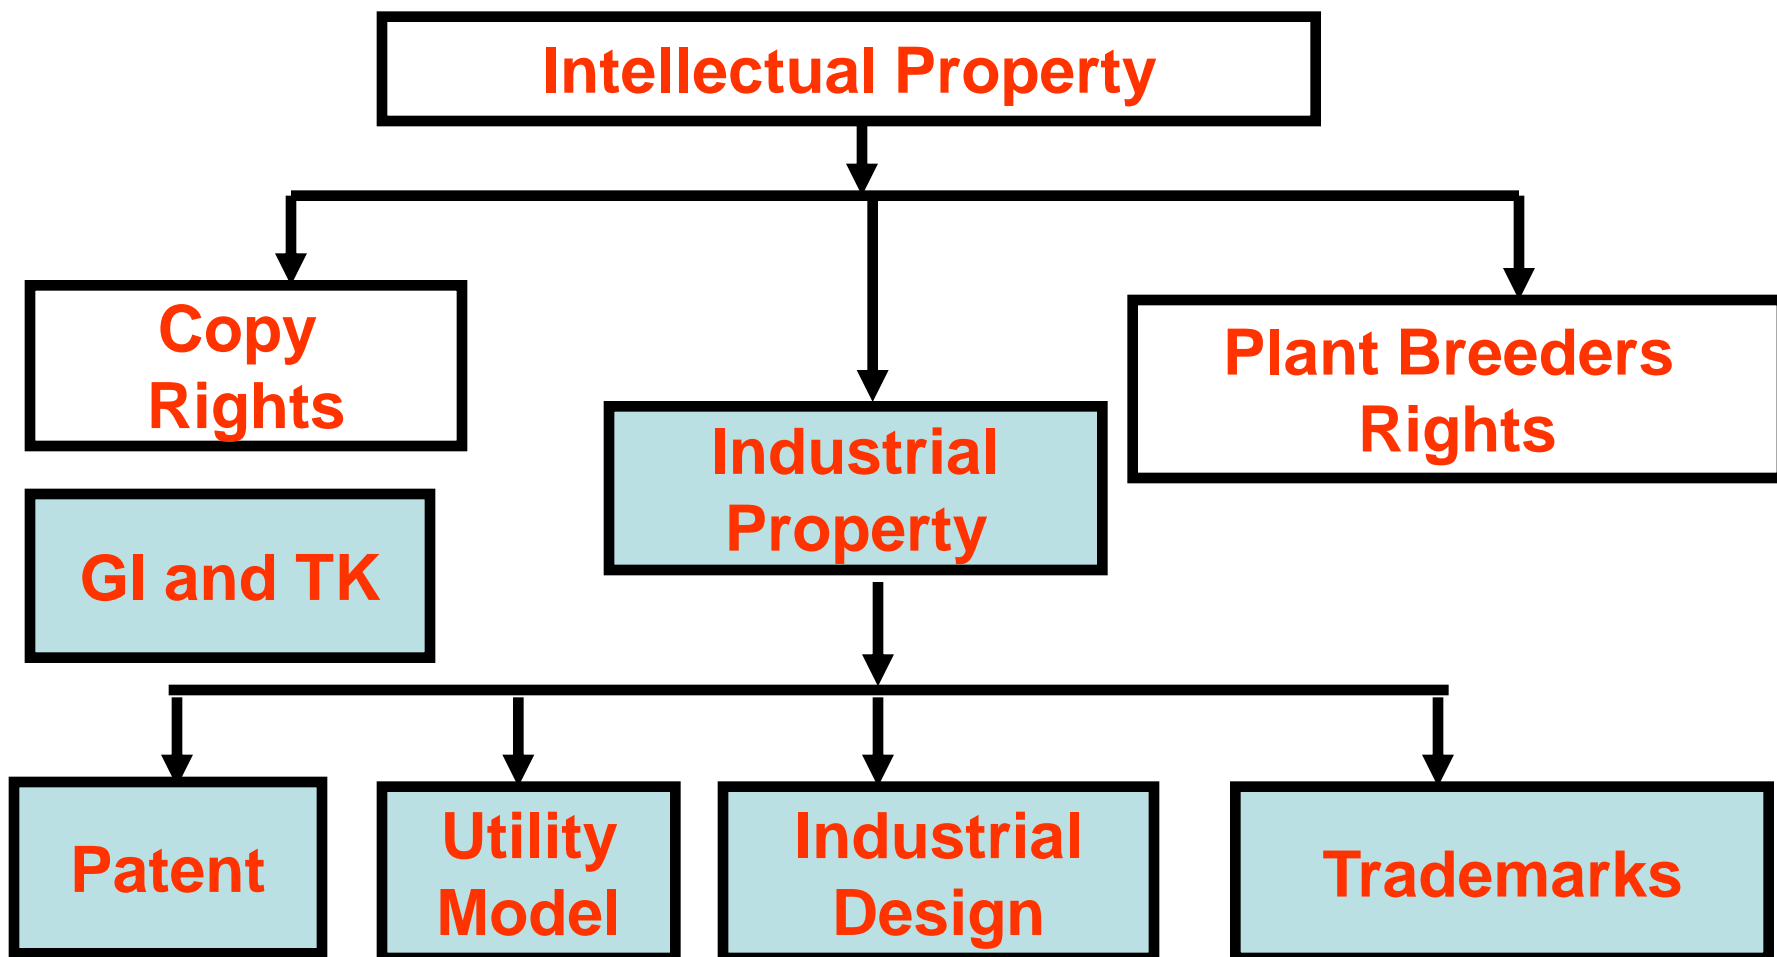 Intellectual Property
Copy
Rights
Plant Breeders
Rights
Industrial
Property
GI and TK
Patent
Utility
Model
Industrial
Design
Trademarks